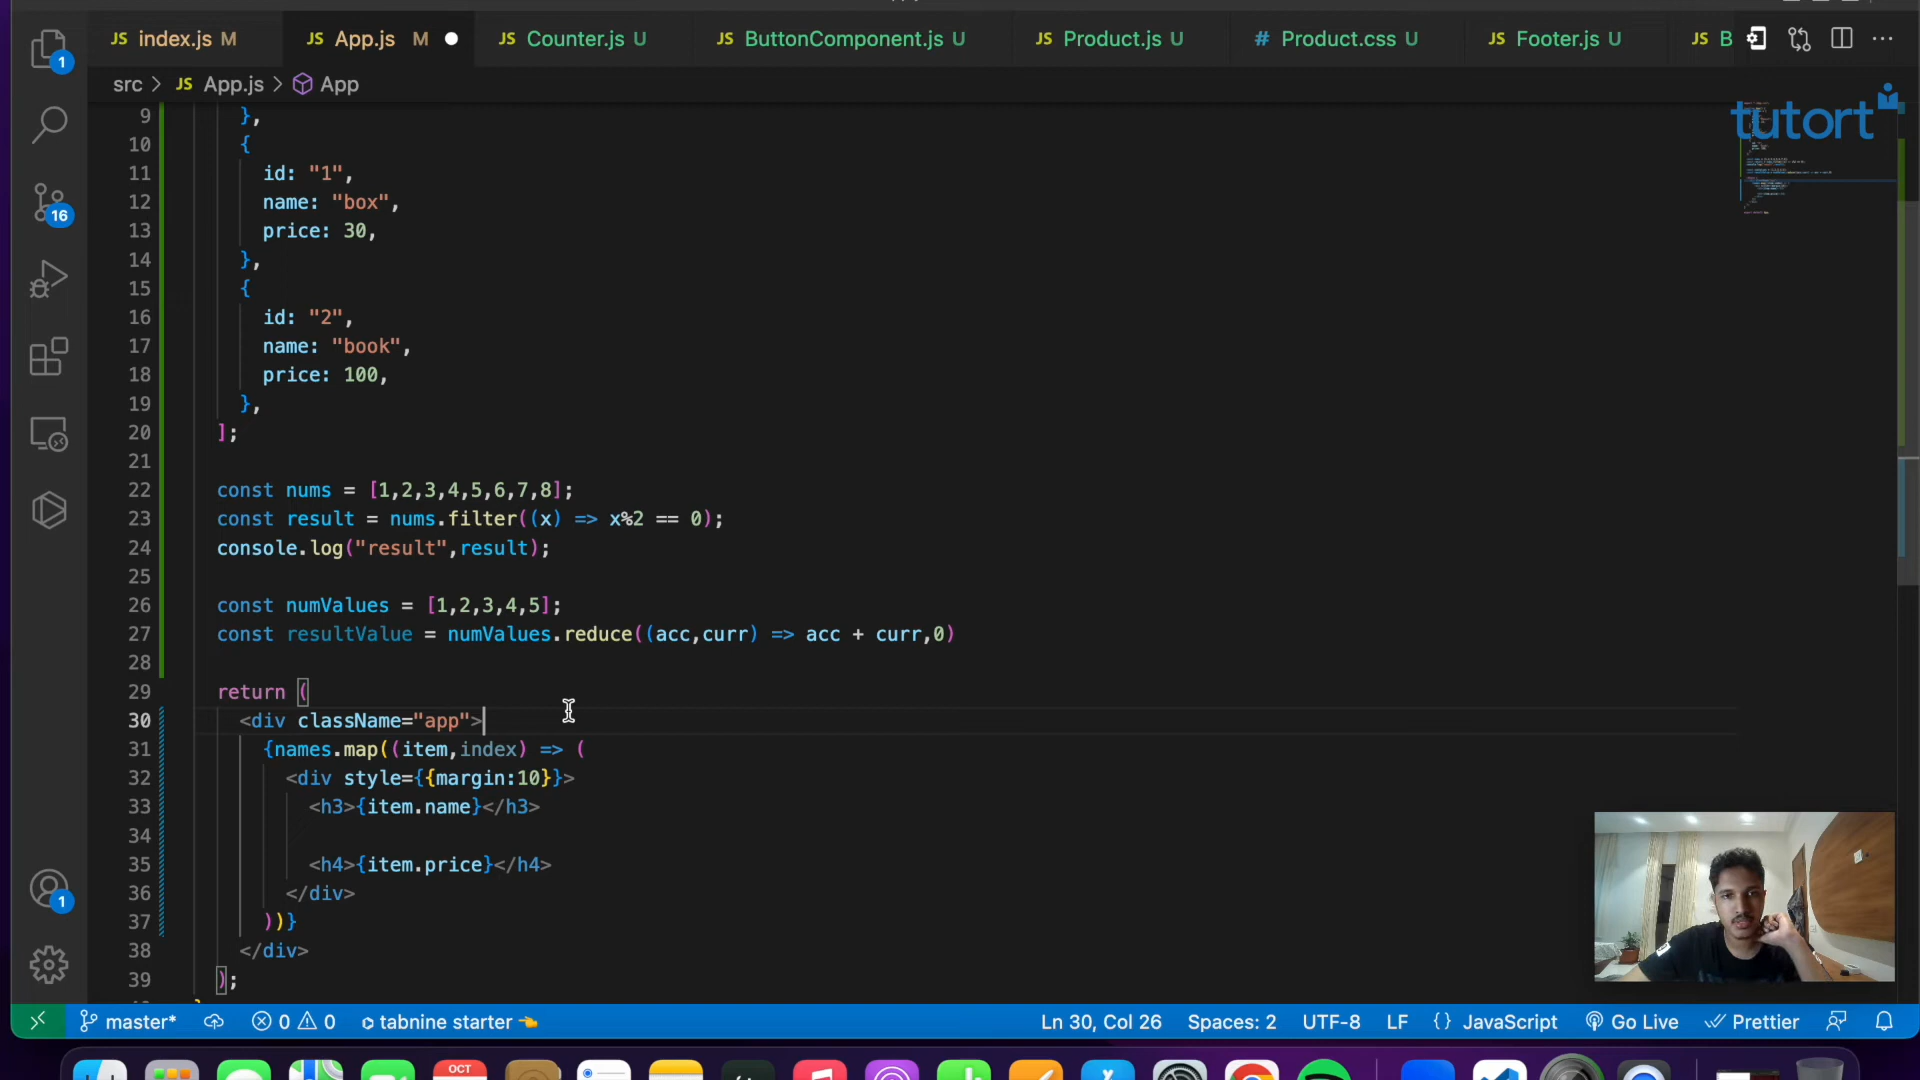 JS index.js M
JS App.js M
JS Counter.js U
JS ButtonComponent.js U
JS Product.js U
# Product.css U
JS Footer.js U
JS B
src > JS App.js > App
tutort
9 },
10 {
11 id: "1",
12 name: "box",
13 price: 30,
14 },
15 {
16 id: "2",
17 name: "book",
18 price: 100,
19 },
20 ];
21
22 const nums = [1,2,3,4,5,6,7,8];
23 const result = nums.filter((x) => x%2 == 0);
24 console.log("result",result);
25
26 const numValues = [1,2,3,4,5];
27 const resultValue = numValues.reduce((acc,curr) => acc + curr,0)
28
29 return (
30 <div className="app">
31 {names.map((item,index) => (
32 <div style={{margin:10}}>
33 <h3>{item.name}</h3>
34
35 <h4>{item.price}</h4>
36 </div>
37 ))}
38 </div>
39 );
1
16
1
master* 0 0 tabnine starter Ln 30, Col 26 Spaces: 2 UTF-8 LF {} JavaScript Go Live Prettier
OCT